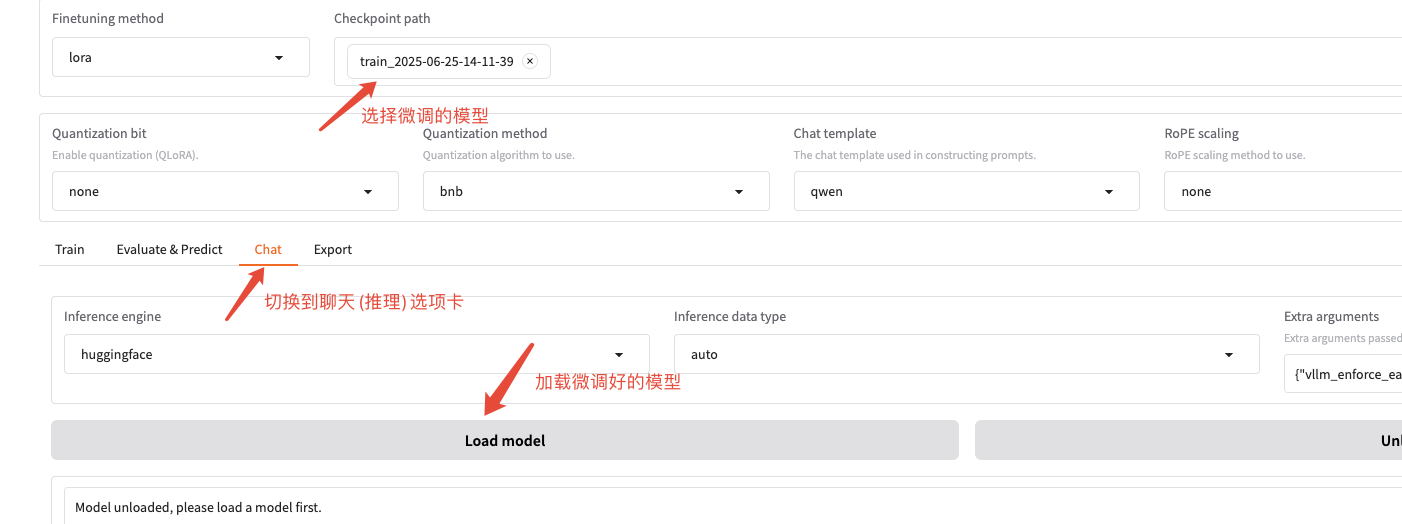 Finetuning method
Checkpoint path
lora
train_2025-06-25-14-11-39
选择微调的模型
Quantization bit
Quantization method
Chat template
RoPE scaling
Enable quantization (QLoRA).
Quantization algorithm to use.
The chat template used in constructing prompts.
RoPE scaling method to use.
none
bnb
qwen
none
Train
Evaluate & Predict
Chat
Export
切换到聊天 (推理) 选项卡
Inference engine
Inference data type
Extra arguments
Extra arguments passed
huggingface
auto
{"vllm_enforce_ea
加载微调好的模型
Load model
Unl
Model unloaded, please load a model first.